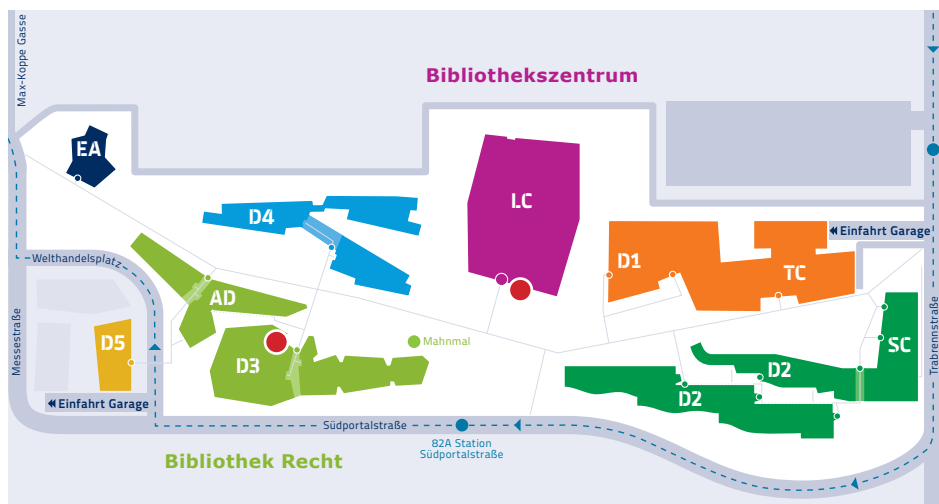 Max-Koppe Gasse
Bibliothekszentrum
EA
LC
D4
Einfahrt Garage
Welthandelsplatz
D1
TC
AD
Messestraße
D5
D3
Mahnmal
SC
D2
D2
Trabrennstraße
Einfahrt Garage
Südportalstraße
82A Station
Südportalstraße
Bibliothek Recht